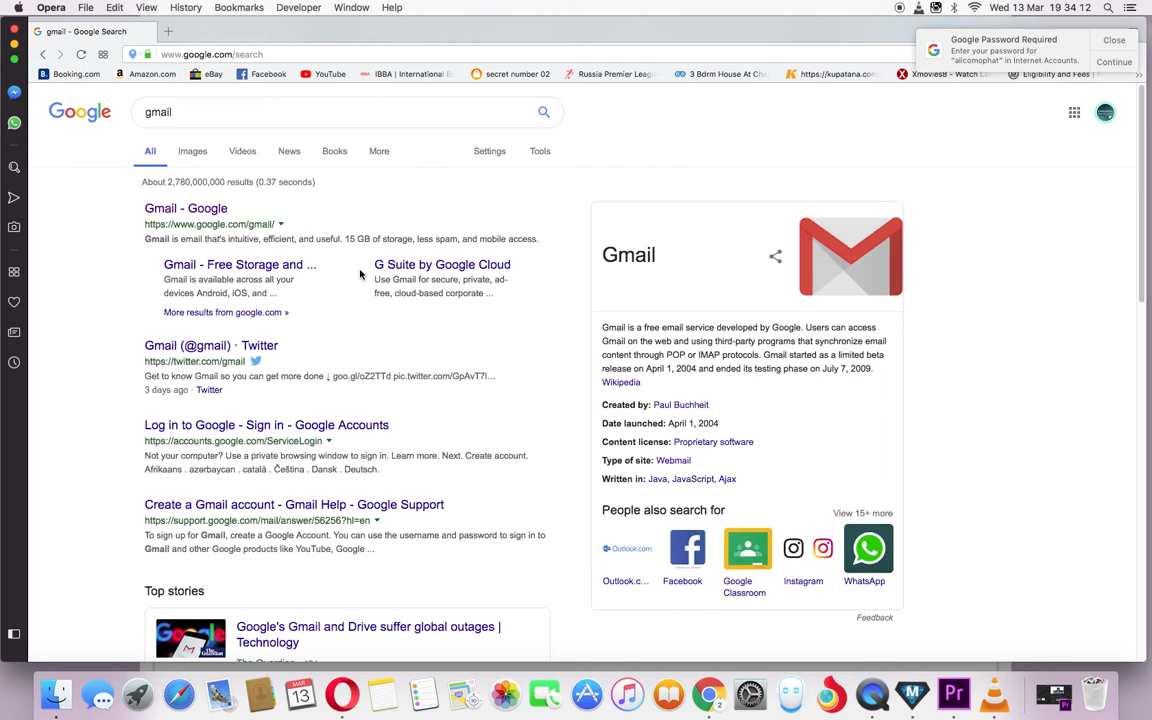 Opera File Edit View History Bookmarks Developer Window Help
Wed 13 Mar 19 34 12
gmail - Google Search
www.google.com/search
Google Password Required
Enter your password for
"alicomophat" in Internet Accounts.
Close
Continue
Booking.com Amazon.com eBay Facebook YouTube IBBA | International B secret number 02 Russia Premier Leagu 3 Bdrm House At Cha https://kupatana.com Xmovies8 - Watch L Eligibility and Fees | »
Google
gmail
All Images Videos News Books More Settings Tools
About 2,780,000,000 results (0.37 seconds)
Gmail - Google
https://www.google.com/gmail/
Gmail is email that's intuitive, efficient, and useful. 15 GB of storage, less spam, and mobile access.
Gmail - Free Storage and ...
Gmail is available across all your
devices Android, iOS, and ...
G Suite by Google Cloud
Use Gmail for secure, private, ad-
free, cloud-based corporate ...
More results from google.com »
Gmail (@gmail) · Twitter
https://twitter.com/gmail
Get to know Gmail so you can get more done ↓ goo.gl/oZ2TTd pic.twitter.com/GpAvT7l...
3 days ago · Twitter
Log in to Google - Sign in - Google Accounts
https://accounts.google.com/ServiceLogin
Not your computer? Use a private browsing window to sign in. Learn more. Next. Create account.
Afrikaans . azərbaycan . català . Čeština . Dansk . Deutsch.
Create a Gmail account - Gmail Help - Google Support
https://support.google.com/mail/answer/56256?hl=en
To sign up for Gmail, create a Google Account. You can use the username and password to sign in to
Gmail and other Google products like YouTube, Google ...
Top stories
Google's Gmail and Drive suffer global outages |
Technology
Gmail
Gmail is a free email service developed by Google. Users can access
Gmail on the web and using third-party programs that synchronize email
content through POP or IMAP protocols. Gmail started as a limited beta
release on April 1, 2004 and ended its testing phase on July 7, 2009.
Wikipedia
Created by: Paul Buchheit
Date launched: April 1, 2004
Content license: Proprietary software
Type of site: Webmail
Written in: Java, JavaScript, Ajax
People also search for
View 15+ more
Outlook.com
Outlook.c... Facebook Google Instagram WhatsApp
Classroom
Feedback
MAR
13
2
Pr